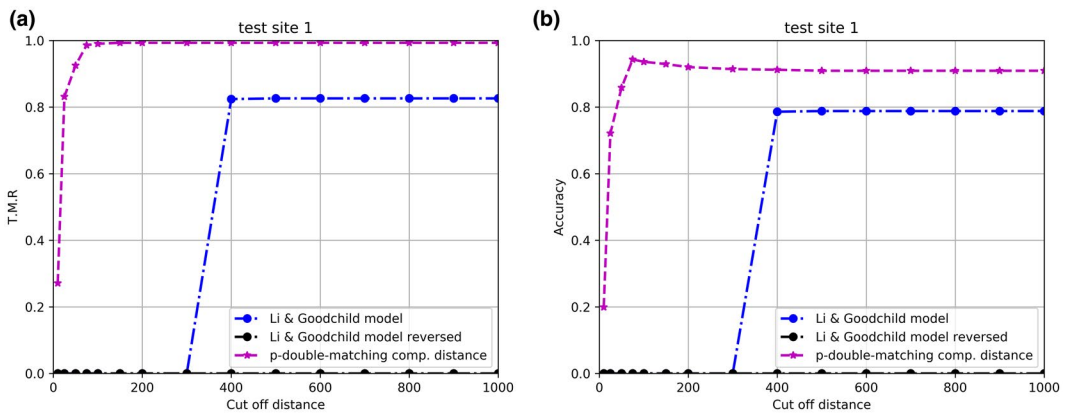 (a)
test site 1
1.0
0.8
0.6
0.4
0.2
0.0
T.M.R
0
200
400
600
800
1000
Cut off distance
Li & Goodchild model
Li & Goodchild model reversed
p-double-matching comp. distance
(b)
test site 1
1.0
0.8
0.6
0.4
0.2
0.0
Accuracy
0
200
400
600
800
1000
Cut off distance
Li & Goodchild model
Li & Goodchild model reversed
p-double-matching comp. distance